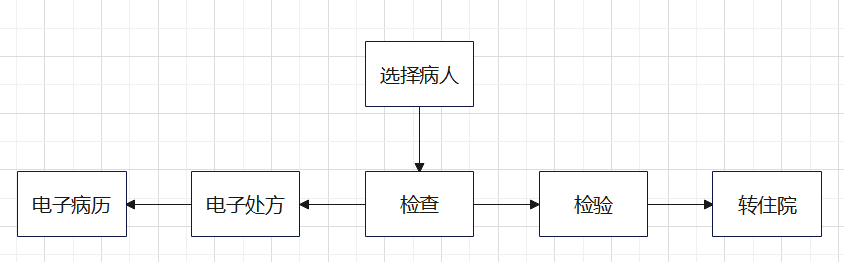 选择病人
电子病历
电子处方
检查
检验
转住院